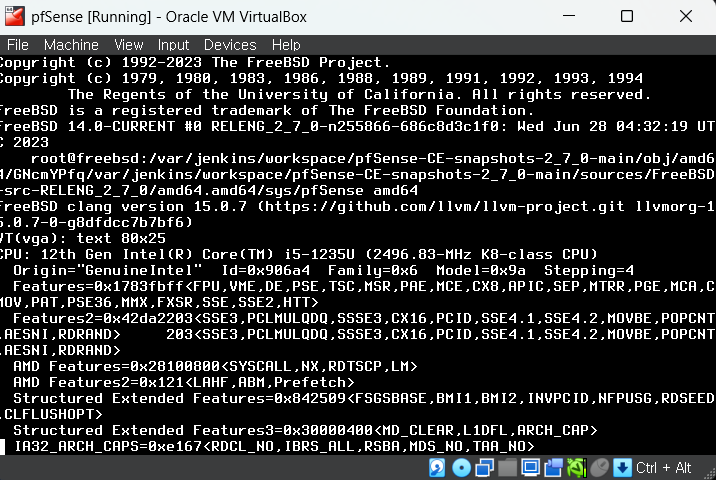 pfSense [Running] - Oracle VM VirtualBox
File Machine View Input Devices Help
Copyright (c) 1992-2023 The FreeBSD Project.
Copyright (c) 1979, 1980, 1983, 1986, 1988, 1989, 1991, 1992, 1993, 1994
The Regents of the University of California. All rights reserved.
FreeBSD is a registered trademark of The FreeBSD Foundation.
FreeBSD 14.0-CURRENT #0 RELENG_2_7_0-n255866-686c8d3c1f0: Wed Jun 28 04:32:19 UT
C 2023
root@freebsd:/var/jenkins/workspace/pfSense-CE-snapshots-2_7_0-main/obj/amd6
4/GNcmYPfq/var/jenkins/workspace/pfSense-CE-snapshots-2_7_0-main/sources/FreeBSD
-src-RELENG_2_7_0/amd64.amd64/sys/pfSense amd64
FreeBSD clang version 15.0.7 (https://github.com/llvm/llvm-project.git llvmorg-1
5.0.7-0-g8dfdcc7b7bf6)
VT(vga): text 80x25
CPU: 12th Gen Intel(R) Core(TM) i5-1235U (2496.83-MHz K8-class CPU)
Origin="GenuineIntel" Id=0x906a4 Family=0x6 Model=0x9a Stepping=4
Features=0x1783fbff<FPU,VME,DE,PSE,TSC,MSR,PAE,MCE,CX8,APIC,SEP,MTRR,PGE,MCA,C
MOV,PAT,PSE36,MMX,FXSR,SSE,SSE2,HTT>
Features2=0x42da2203<SSE3,PCLMULQDQ,SSSE3,CX16,PCID,SSE4.1,SSE4.2,MOVBE,POPCNT
,AESNI,RDRAND> 203<SSE3,PCLMULQDQ,SSSE3,CX16,PCID,SSE4.1,SSE4.2,MOVBE,POPCNT
,AESNI,RDRAND>
AMD Features=0x28100800<SYSCALL,NX,RDTSCP,LM>
AMD Features2=0x121<LAHF,ABM,Prefetch>
Structured Extended Features=0x842509<FSGSBASE,BMI1,BMI2,INVPCID,NFPUSG,RDSEED
,CLFLUSHOPT>
Structured Extended Features3=0x30000400<MD_CLEAR,L1DFL,ARCH_CAP>
IA32_ARCH_CAPS=0xe167<RDCL_NO,IBRS_ALL,RSBA,MDS_NO,TAA_NO>
Ctrl + Alt